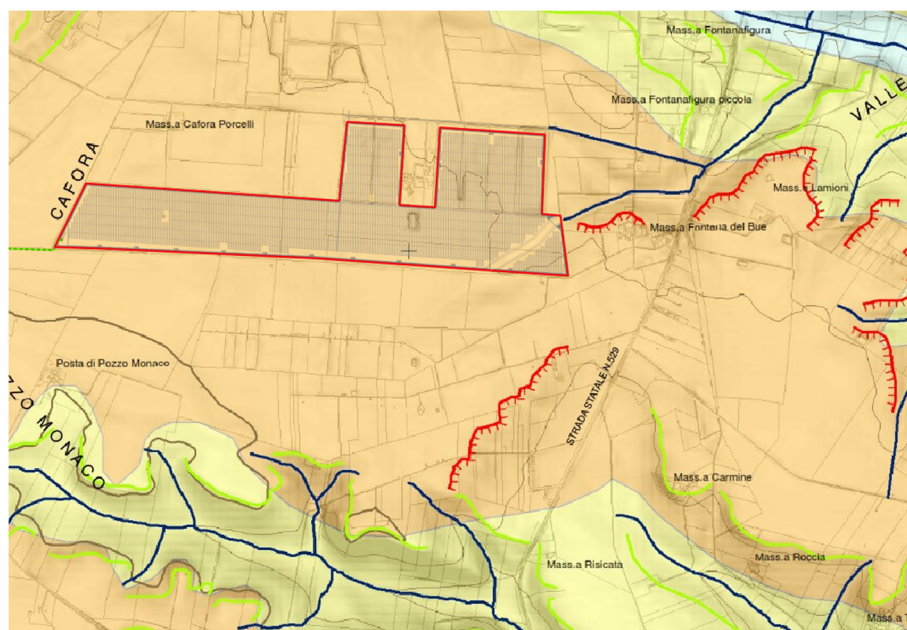 Mass.a Fontanafigura
Mass.a Fontanafigura piccola
VALLE
Mass.a Cafora Porcelli
CAFORA
Mass.e Lamioni
Mass.a Fontana del Bue
Posta di Pozzo Monaco
STRADA STATALE N.529
ZZO MONACO
Mass.a Carmine
Mass.a Risicata
Mass.a Roccia
Mass.a T